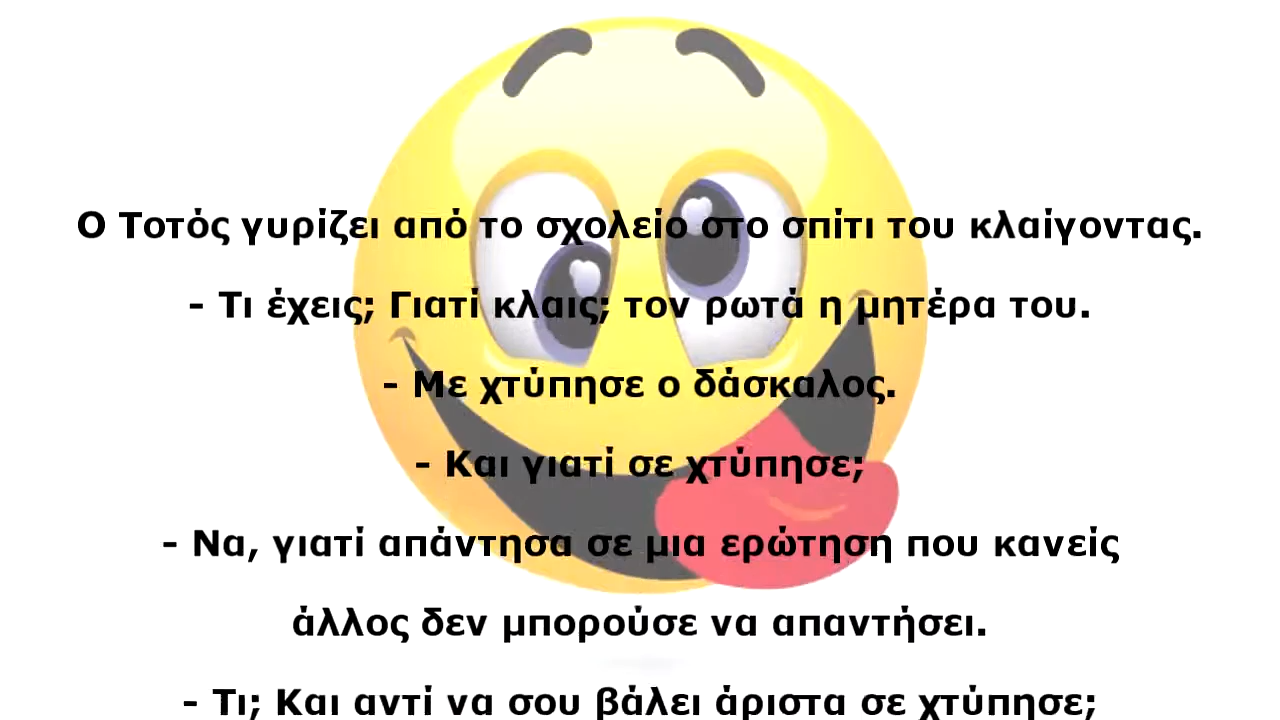 Ο Τοτός γυρίζει από το σχολείο στο σπίτι του κλαίγοντας.
- Τι έχεις; Γιατί κλαις; τον ρωτά η μητέρα του.
- Με χτύπησε ο δάσκαλος.
- Και γιατί σε χτύπησε;
- Να, γιατί απάντησα σε μια ερώτηση που κανείς
άλλος δεν μπορούσε να απαντήσει.
- Τι; Και αντί να σου βάλει άριστα σε χτύπησε;